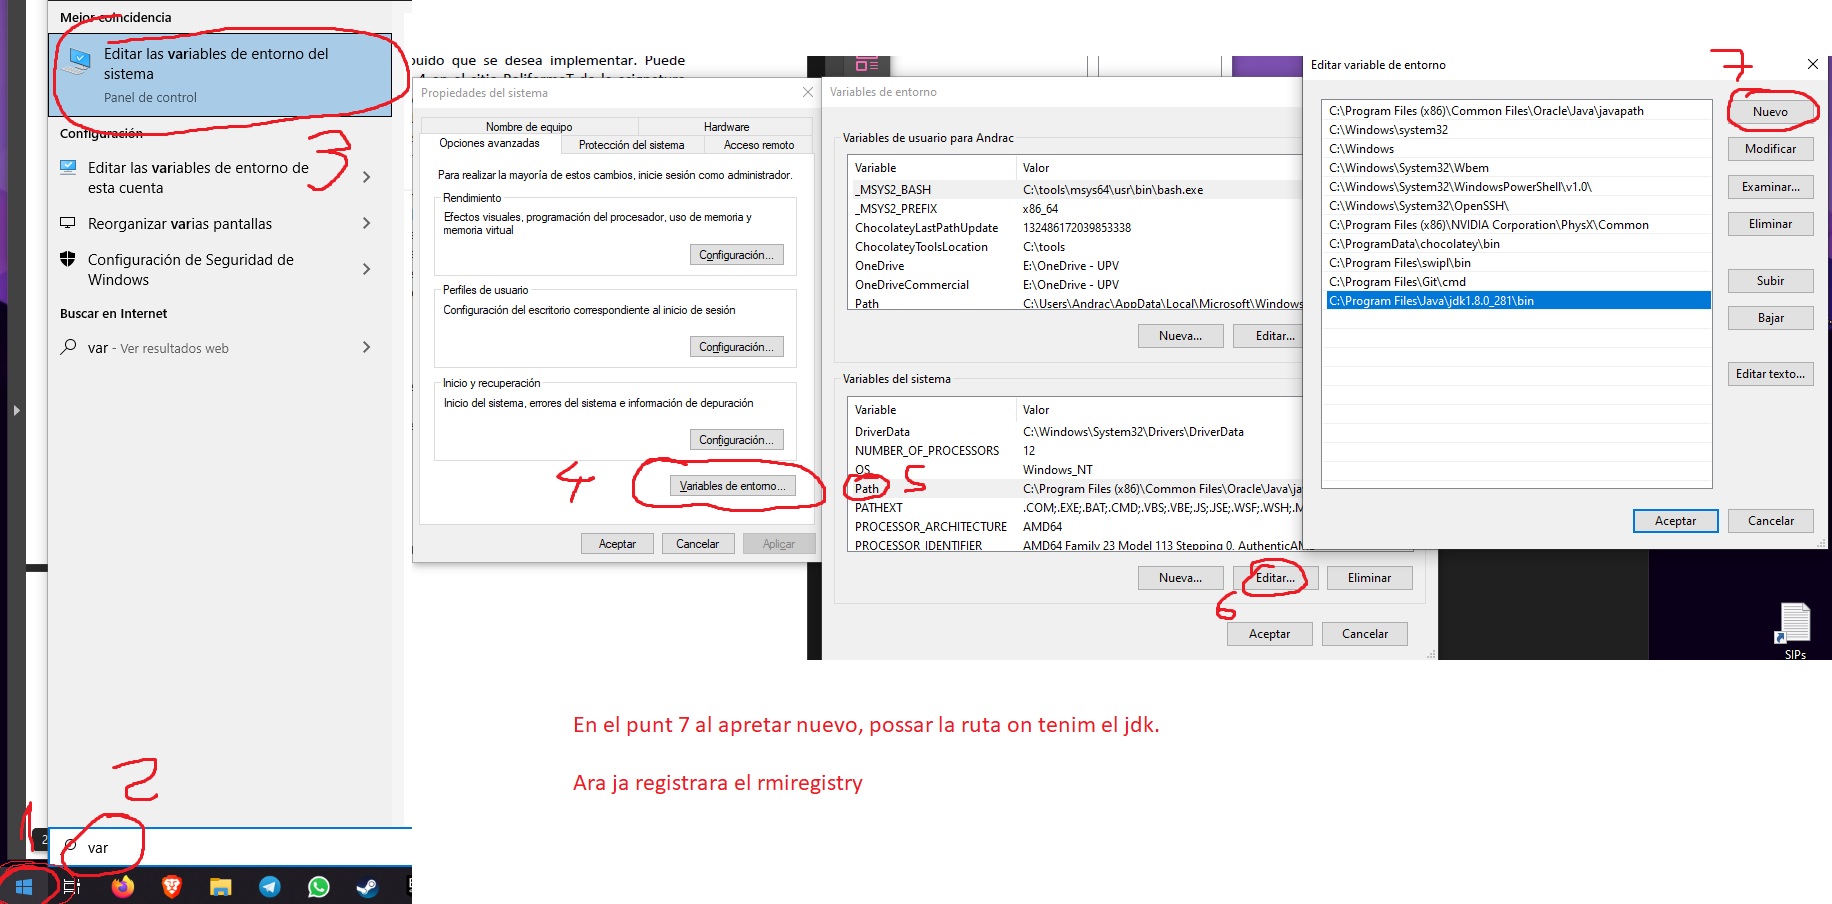 Mejor coincidencia
Editar las variables de entorno del
sistema
Panel de control
Configuración
3
Editar las variables de entorno de
esta cuenta
Reorganizar varias pantallas
Configuración de Seguridad de
Windows
Buscar en Internet
var - Ver resultados web
2
1
2
var
buido que se desea implementar. Puede
Propiedades del sistema
Nombre de equipo
Hardware
Opciones avanzadas
Protección del sistema
Acceso remoto
Para realizar la mayoría de estos cambios, inicie sesión como administrador.
Rendimiento
Efectos visuales, programación del procesador, uso de memoria y
memoria virtual
Configuración...
Perfiles de usuario
Configuración del escritorio correspondiente al inicio de sesión
Configuración...
Inicio y recuperación
Inicio del sistema, errores del sistema e información de depuración
Configuración...
4
Variables de entorno...
Aceptar
Cancelar
Aplicar
Variables de entorno
Variables de usuario para Andrac
Variable Valor
_MSYS2_BASH C:\tools\msys64\usr\bin\bash.exe
_MSYS2_PREFIX x86_64
ChocolateyLastPathUpdate 132486172039853338
ChocolateyToolsLocation C:\tools
OneDrive E:\OneDrive - UPV
OneDriveCommercial E:\OneDrive - UPV
Path C:\Users\Andrac\AppData\Local\Microsoft\Windows
Nueva...
Editar...
Variables del sistema
Variable Valor
DriverData C:\Windows\System32\Drivers\DriverData
NUMBER_OF_PROCESSORS 12
OS Windows_NT
Path 5 C:\Program Files (x86)\Common Files\Oracle\Java\ja
PATHEXT .COM;.EXE;.BAT;.CMD;.VBS;.VBE;.JS;.JSE;.WSF;.WSH;.M
PROCESSOR_ARCHITECTURE AMD64
PROCESSOR_IDENTIFIER AMD64 Family 23 Model 113 Stepping 0, AuthenticAM
Nueva...
Editar...
Eliminar
6
Aceptar
Cancelar
Editar variable de entorno
7
C:\Program Files (x86)\Common Files\Oracle\Java\javapath
C:\Windows\system32
C:\Windows
C:\Windows\System32\Wbem
C:\Windows\System32\WindowsPowerShell\v1.0\
C:\Windows\System32\OpenSSH\
C:\Program Files (x86)\NVIDIA Corporation\PhysX\Common
C:\ProgramData\chocolatey\bin
C:\Program Files\swipl\bin
C:\Program Files\Git\cmd
C:\Program Files\Java\jdk1.8.0_281\bin
Nuevo
Modificar
Examinar...
Eliminar
Subir
Bajar
Editar texto...
Aceptar
Cancelar
SIPs
En el punt 7 al apretar nuevo, possar la ruta on tenim el jdk.
Ara ja registrara el rmiregistry